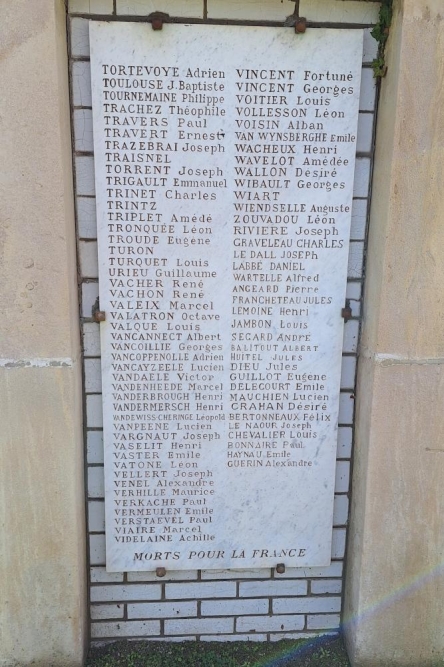 TORTEVOYE Adrien
TOULOUSE J.Baptiste
TOURNEMAINE Philippe
TRACHEZ Théophile
TRAVERS Paul
TRAVERT Ernest
TRAZEBRAI Joseph
TRAISNEL
TORRENT Joseph
TRIGAULT Emmanuel
TRINET Charles
TRINTZ
TRIPLET Amédé
TRONQUÉE Léon
TROUDE Eugene
TURON
TURQUET Louis
URIEU Guillaume
VACHER René
VACHON René
VALEIX Marcel
VALATRON Octave
VALQUE Louis
VANCANNECT Albert
VANCOILLIE Georges
VANCOPPENOLLE Adrien
VANCAYZEELE Lucien
VANDAELE Victor
VANDENHEEDE Marcel
VANDERBROUGH Henri
VANDERMERSCH Henri
VANDEWISSCHERINGE Léopold
VANPEENE Lucien
VARGNAUT Joseph
VASELIT Henri
VASTER Emile
VATONE Léon
VELLERT Joseph
VENEL Alexandre
VERHILLE Maurice
VERKACHE Paul
VERMEULEN Emile
VERSTAEVEL Paul
VIAIRE Marcel
VIDELAINE Achille
VINCENT Fortuné
VINCENT Georges
VOITIER Louis
VOLLESSON Léon
VOISIN Alban
VAN WYNSBERGHE Emile
WACHEUX Henri
WAVELOT Amédée
WALLON Désiré
WIBAULT Georges
WIART
WIENDSELLE Auguste
ZOUVADOU Léon
RIVIERE Joseph
GRAVELEAU CHARLES
LE DALL JOSEPH
LABBÉ DANIEL
WARTELLE Alfred
ANGEARD Pierre
FRANCHETEAU JULES
LEMOINE Henri
JAMBON Louis
SEGARD ANDRÉ
BALITOUT ALBERT
HUITEL JULES
DIEU Jules
GUILLOT Eugene
DELECOURT Emile
MAUCHIEN Lucien
CRAHAN Désiré
BERTONNEAUX Félix
LE NAOUR Joseph
CHEVALIER Louis
BONNAIRE Paul
HAYNAU Emile
GUERIN Alexandre
MORTS POUR LA FRANCE